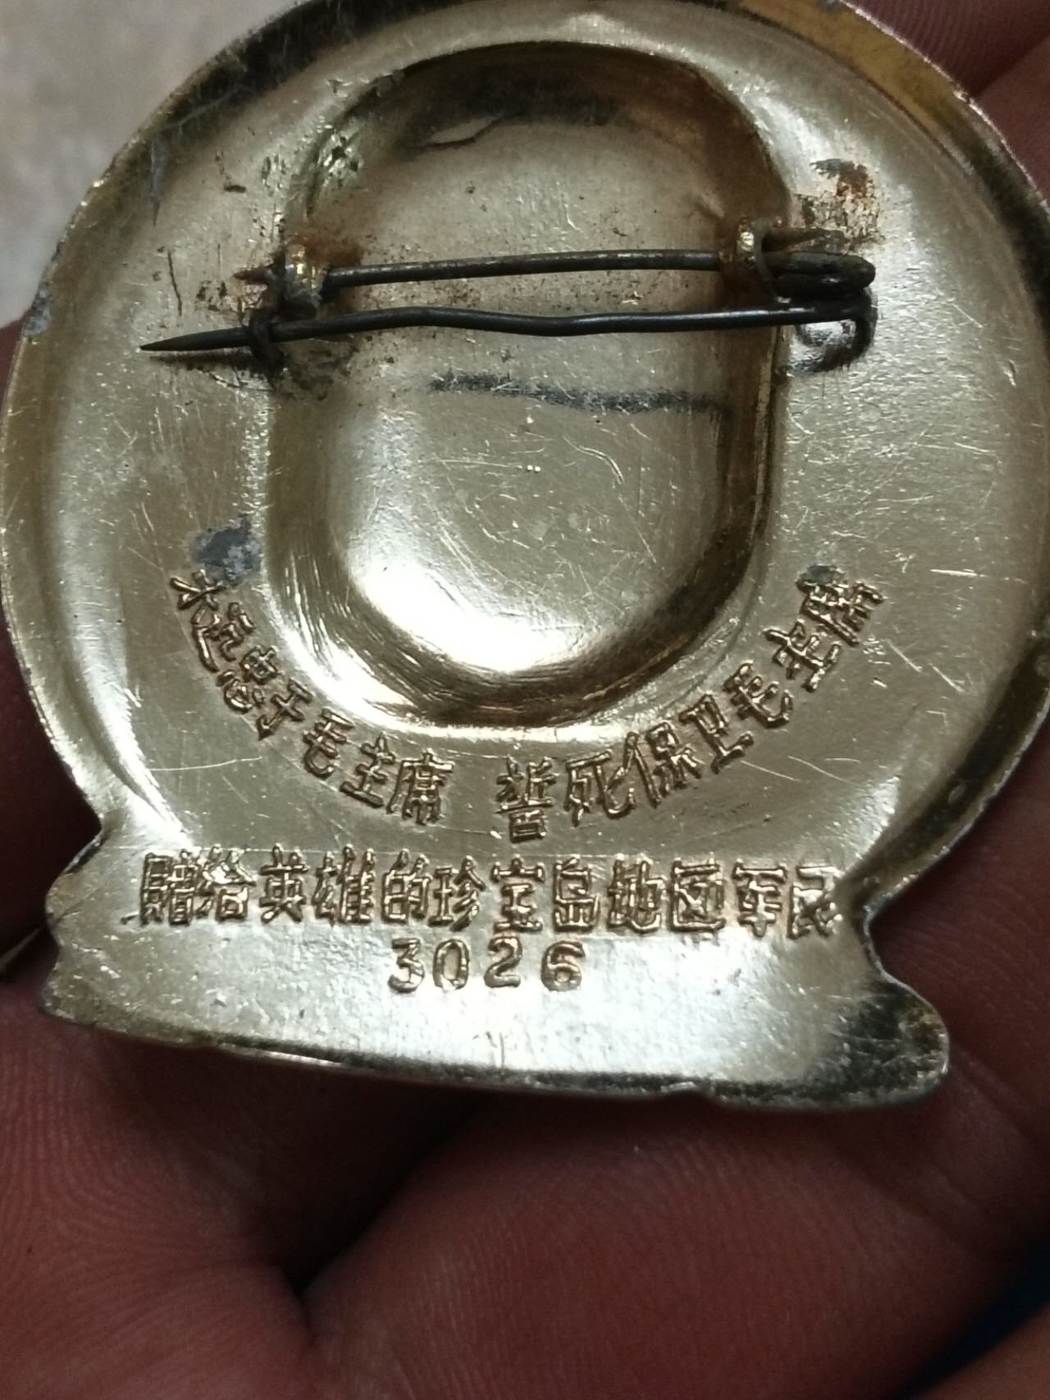 永远忠于毛主席 誓死保卫毛主席
赠给英雄的珍宝岛地区军民
3026